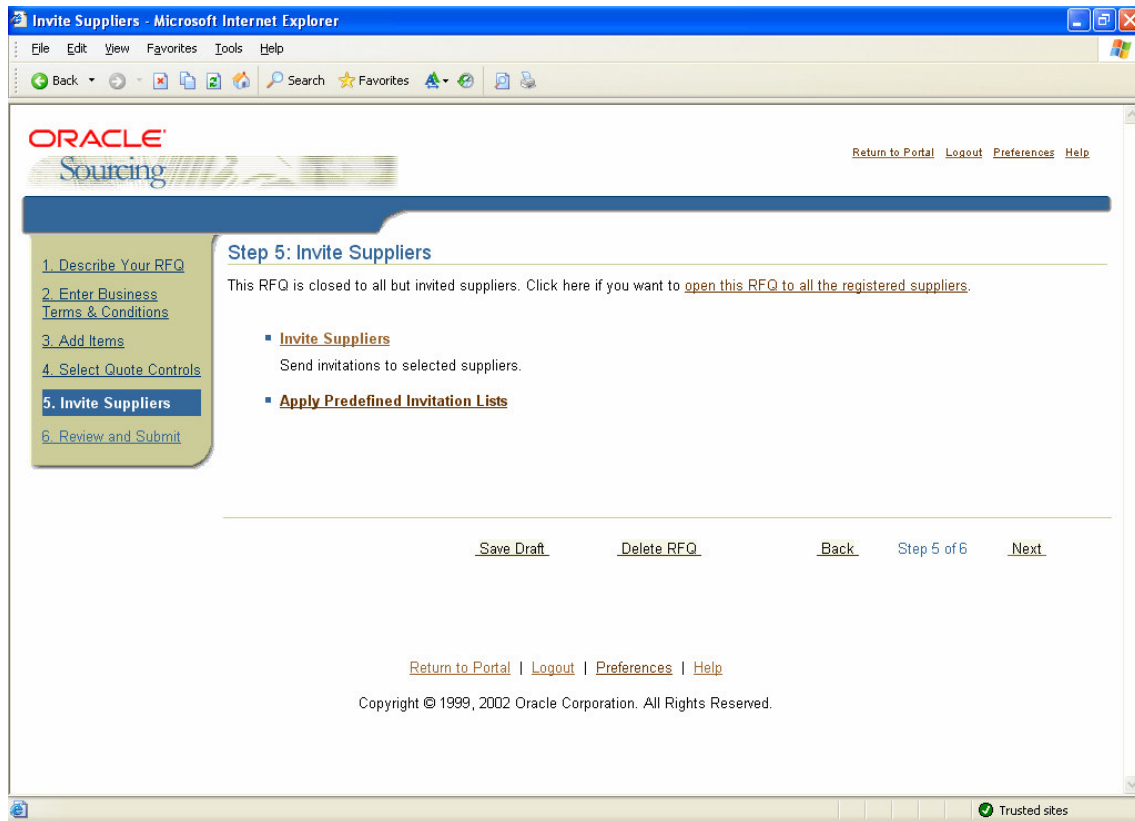 Invite Suppliers - Microsoft Internet Explorer
File Edit View Favorites Tools Help
Back Search Favorites
ORACLE
Sourcing
Return to Portal Logout Preferences Help
1. Describe Your RFQ
2. Enter Business
Terms & Conditions
3. Add Items
4. Select Quote Controls
5. Invite Suppliers
6. Review and Submit
Step 5: Invite Suppliers
This RFQ is closed to all but invited suppliers. Click here if you want to open this RFQ to all the registered suppliers.
Invite Suppliers
Send invitations to selected suppliers.
Apply Predefined Invitation Lists
Save Draft Delete RFQ Back Step 5 of 6 Next
Return to Portal | Logout | Preferences | Help
Copyright © 1999, 2002 Oracle Corporation. All Rights Reserved.
Trusted sites